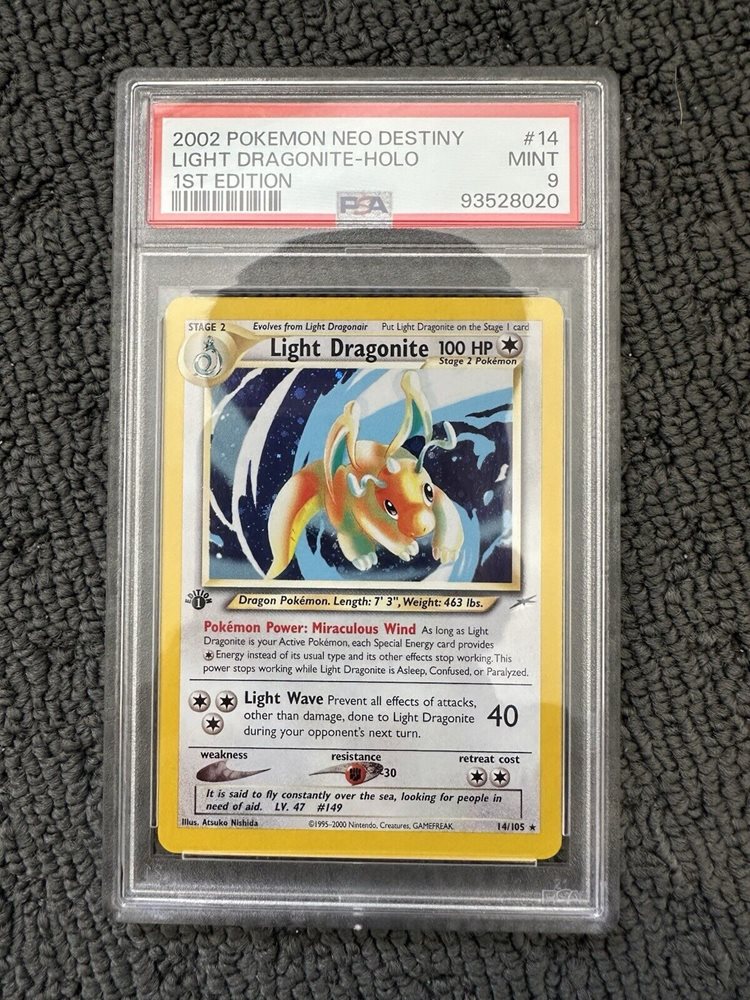 2002 POKEMON NEO DESTINY #14
LIGHT DRAGONITE-HOLO MINT
1ST EDITION 9
PSA 93528020
STAGE 2 Evolves from Light Dragonair Put Light Dragonite on the Stage 1 card
Light Dragonite 100 HP
Stage 2 Pokémon
EDITION
1
Dragon Pokémon. Length: 7' 3", Weight: 463 lbs.
Pokémon Power: Miraculous Wind As long as Light
Dragonite is your Active Pokémon, each Special Energy card provides
Energy instead of its usual type and its other effects stop working. This
power stops working while Light Dragonite is Asleep, Confused, or Paralyzed.
Light Wave Prevent all effects of attacks,
other than damage, done to Light Dragonite 40
during your opponent's next turn.
weakness resistance retreat cost
-30
It is said to fly constantly over the sea, looking for people in
need of aid. LV. 47 #149
Illus. Atsuko Nishida ©1995-2000 Nintendo, Creatures, GAMEFREAK. 14/105 ★
PSA